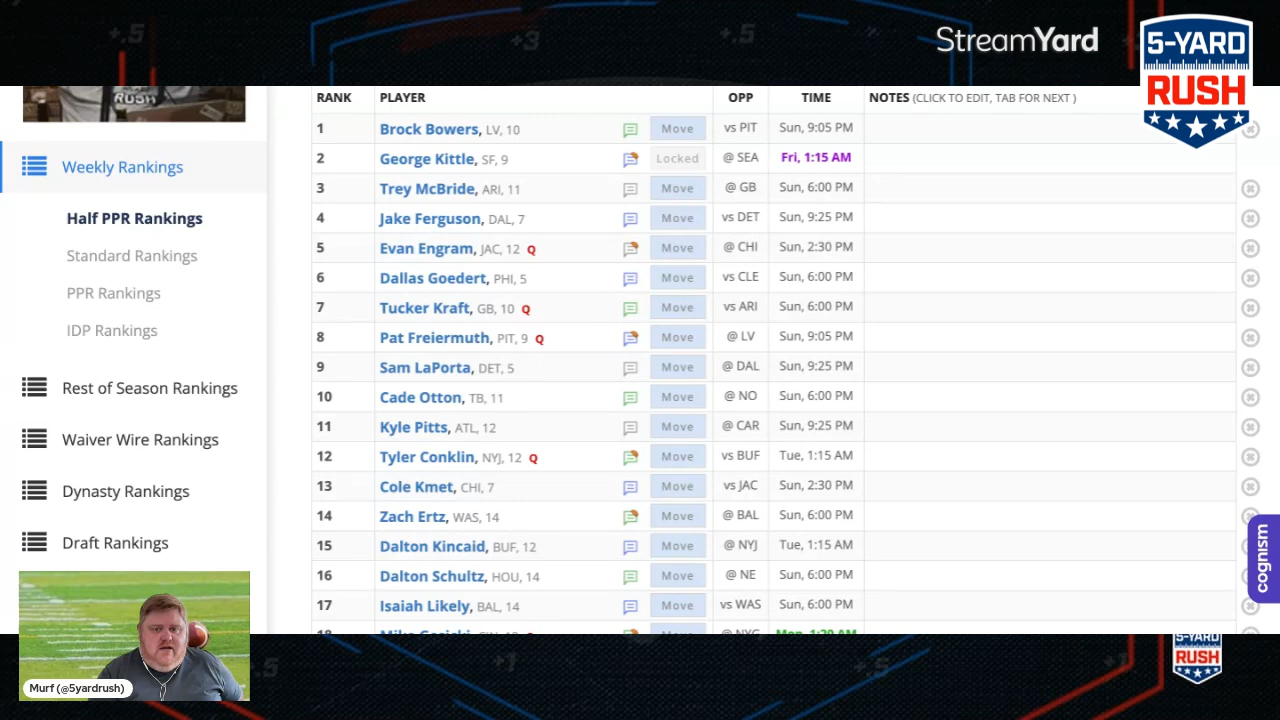 +.5
+3
+.5
StreamYard
5-YARD
RUSH
RUSH
RANK PLAYER OPP TIME NOTES (CLICK TO EDIT, TAB FOR NEXT )
1 Brock Bowers, LV, 10 Move vs PIT Sun, 9:05 PM
2 George Kittle, SF, 9 Locked @ SEA Fri, 1:15 AM
3 Trey McBride, ARI, 11 Move @ GB Sun, 6:00 PM
4 Jake Ferguson, DAL, 7 Move vs DET Sun, 9:25 PM
5 Evan Engram, JAC, 12 Q Move @ CHI Sun, 2:30 PM
6 Dallas Goedert, PHI, 5 Move vs CLE Sun, 6:00 PM
7 Tucker Kraft, GB, 10 Q Move vs ARI Sun, 6:00 PM
8 Pat Freiermuth, PIT, 9 Q Move @ LV Sun, 9:05 PM
9 Sam LaPorta, DET, 5 Move @ DAL Sun, 9:25 PM
10 Cade Otton, TB, 11 Move @ NO Sun, 6:00 PM
11 Kyle Pitts, ATL, 12 Move @ CAR Sun, 9:25 PM
12 Tyler Conklin, NYJ, 12 Q Move vs BUF Tue, 1:15 AM
13 Cole Kmet, CHI, 7 Move vs JAC Sun, 2:30 PM
14 Zach Ertz, WAS, 14 Move @ BAL Sun, 6:00 PM
15 Dalton Kincaid, BUF, 12 Move @ NYJ Tue, 1:15 AM
16 Dalton Schultz, HOU, 14 Move @ NE Sun, 6:00 PM
17 Isaiah Likely, BAL, 14 Move vs WAS Sun, 6:00 PM
Weekly Rankings
Half PPR Rankings
Standard Rankings
PPR Rankings
IDP Rankings
Rest of Season Rankings
Waiver Wire Rankings
Dynasty Rankings
Draft Rankings
cognism
Murf (@5yardrush)
.5
+1
+.5
+1
5-YARD
RUSH